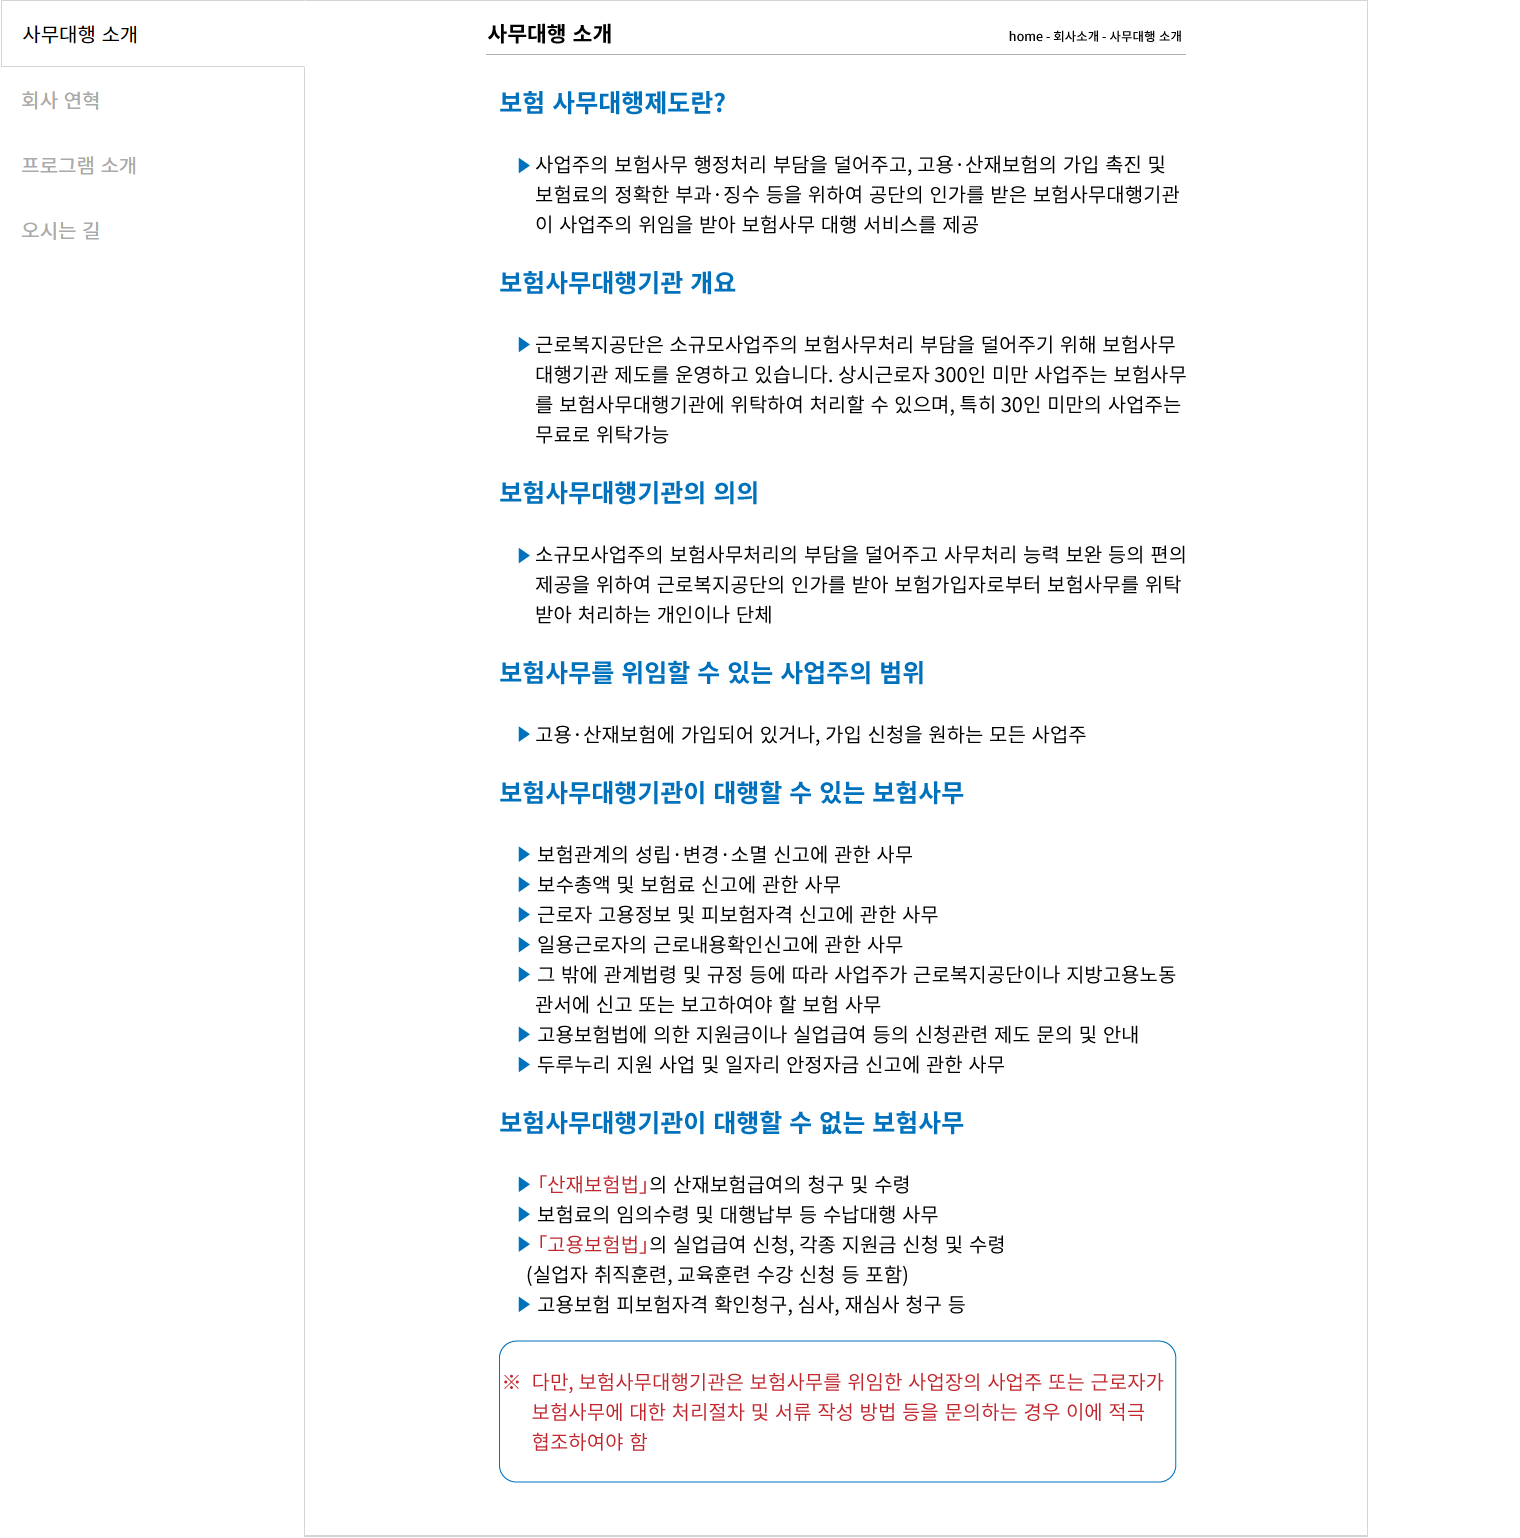 사무대행 소개
회사 연혁
프로그램 소개
오시는 길
사무대행 소개
home - 회사소개 - 사무대행 소개
보험 사무대행제도란?
▶ 사업주의 보험사무 행정처리 부담을 덜어주고, 고용·산재보험의 가입 촉진 및
보험료의 정확한 부과·징수 등을 위하여 공단의 인가를 받은 보험사무대행기관
이 사업주의 위임을 받아 보험사무 대행 서비스를 제공
보험사무대행기관 개요
▶ 근로복지공단은 소규모사업주의 보험사무처리 부담을 덜어주기 위해 보험사무
대행기관 제도를 운영하고 있습니다. 상시근로자 300인 미만 사업주는 보험사무
를 보험사무대행기관에 위탁하여 처리할 수 있으며, 특히 30인 미만의 사업주는
무료로 위탁가능
보험사무대행기관의 의의
▶ 소규모사업주의 보험사무처리의 부담을 덜어주고 사무처리 능력 보완 등의 편의
제공을 위하여 근로복지공단의 인가를 받아 보험가입자로부터 보험사무를 위탁
받아 처리하는 개인이나 단체
보험사무를 위임할 수 있는 사업주의 범위
▶ 고용·산재보험에 가입되어 있거나, 가입 신청을 원하는 모든 사업주
보험사무대행기관이 대행할 수 있는 보험사무
▶ 보험관계의 성립·변경·소멸 신고에 관한 사무
▶ 보수총액 및 보험료 신고에 관한 사무
▶ 근로자 고용정보 및 피보험자격 신고에 관한 사무
▶ 일용근로자의 근로내용확인신고에 관한 사무
▶ 그 밖에 관계법령 및 규정 등에 따라 사업주가 근로복지공단이나 지방고용노동
관서에 신고 또는 보고하여야 할 보험 사무
▶ 고용보험법에 의한 지원금이나 실업급여 등의 신청관련 제도 문의 및 안내
▶ 두루누리 지원 사업 및 일자리 안정자금 신고에 관한 사무
보험사무대행기관이 대행할 수 없는 보험사무
▶ 「산재보험법」의 산재보험급여의 청구 및 수령
▶ 보험료의 임의수령 및 대행납부 등 수납대행 사무
▶ 「고용보험법」의 실업급여 신청, 각종 지원금 신청 및 수령
(실업자 취직훈련, 교육훈련 수강 신청 등 포함)
▶ 고용보험 피보험자격 확인청구, 심사, 재심사 청구 등
※ 다만, 보험사무대행기관은 보험사무를 위임한 사업장의 사업주 또는 근로자가
보험사무에 대한 처리절차 및 서류 작성 방법 등을 문의하는 경우 이에 적극
협조하여야 함